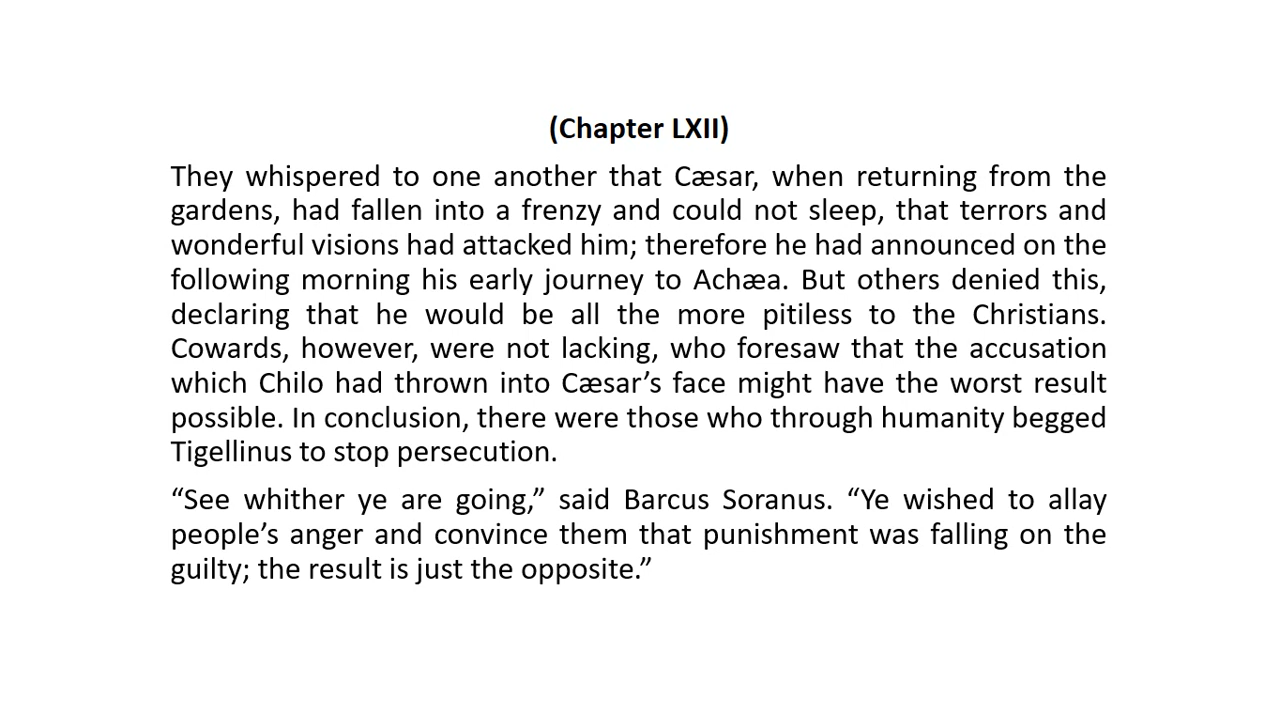 (Chapter LXII)
They whispered to one another that Cæsar, when returning from the
gardens, had fallen into a frenzy and could not sleep, that terrors and
wonderful visions had attacked him; therefore he had announced on the
following morning his early journey to Achæa. But others denied this,
declaring that he would be all the more pitiless to the Christians.
Cowards, however, were not lacking, who foresaw that the accusation
which Chilo had thrown into Cæsar’s face might have the worst result
possible. In conclusion, there were those who through humanity begged
Tigellinus to stop persecution.
“See whither ye are going,” said Barcus Soranus. “Ye wished to allay
people’s anger and convince them that punishment was falling on the
guilty; the result is just the opposite.”